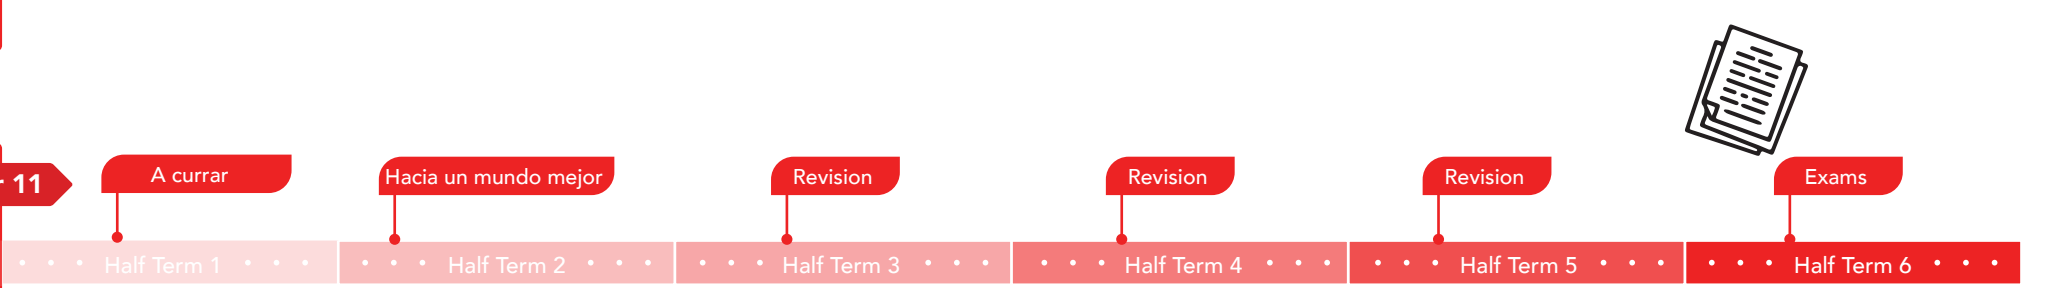 11
A currar
Hacia un mundo mejor
Revision
Revision
Revision
Exams
Half Term 1
Half Term 2
Half Term 3
Half Term 4
Half Term 5
Half Term 6